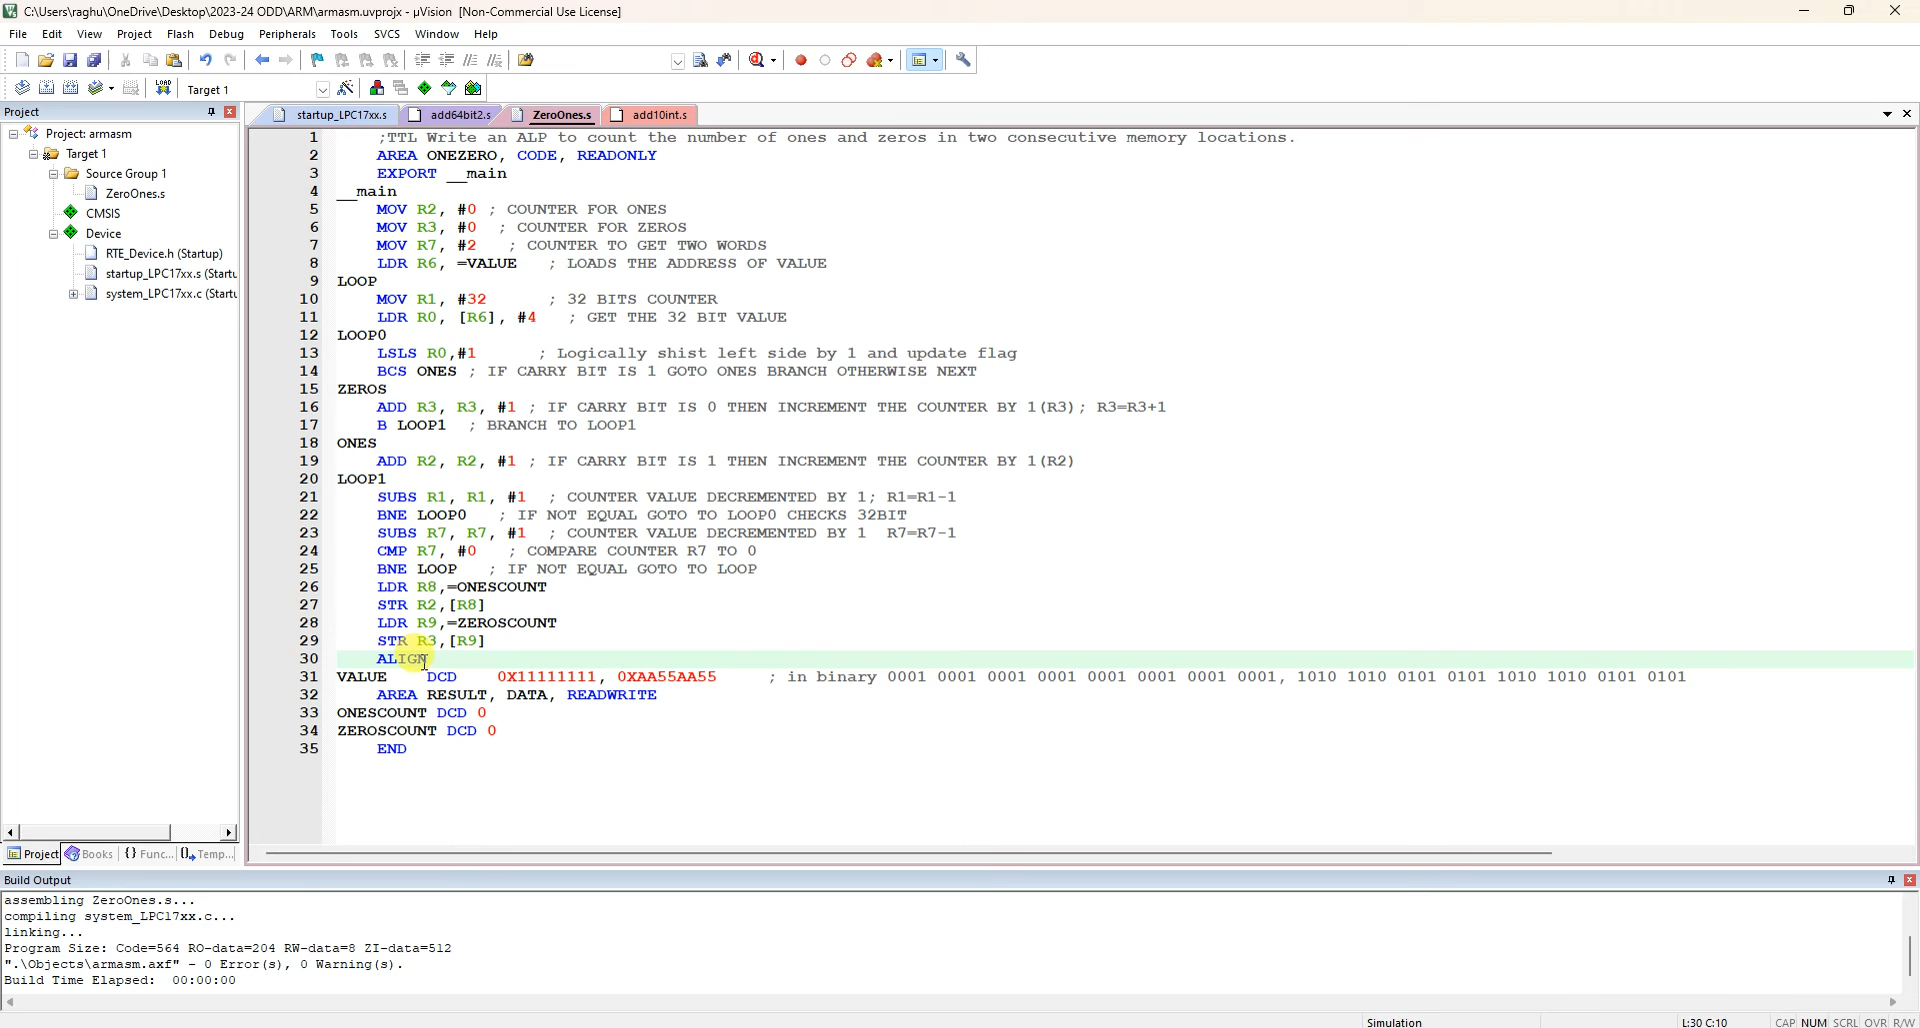 C:\Users\raghu\OneDrive\Desktop\2023-24 ODD\ARM\armasm.uvprojx - µVision [Non-Commercial Use License]
File Edit View Project Flash Debug Peripherals Tools SVCS Window Help
LOAD Target 1
Project
Project: armasm
Target 1
Source Group 1
ZeroOnes.s
CMSIS
Device
RTE_Device.h (Startup)
startup_LPC17xx.s (Startu
system_LPC17xx.c (Startu
Project Books {} Func... Temp...
startup_LPC17xx.s add64bit2.s ZeroOnes.s add10int.s
1 ;TTL Write an ALP to count the number of ones and zeros in two consecutive memory locations.
2 AREA ONEZERO, CODE, READONLY
3 EXPORT __main
4 __main
5 MOV R2, #0 ; COUNTER FOR ONES
6 MOV R3, #0 ; COUNTER FOR ZEROS
7 MOV R7, #2 ; COUNTER TO GET TWO WORDS
8 LDR R6, =VALUE ; LOADS THE ADDRESS OF VALUE
9 LOOP
10 MOV R1, #32 ; 32 BITS COUNTER
11 LDR R0, [R6], #4 ; GET THE 32 BIT VALUE
12 LOOP0
13 LSLS R0,#1 ; Logically shist left side by 1 and update flag
14 BCS ONES ; IF CARRY BIT IS 1 GOTO ONES BRANCH OTHERWISE NEXT
15 ZEROS
16 ADD R3, R3, #1 ; IF CARRY BIT IS 0 THEN INCREMENT THE COUNTER BY 1(R3); R3=R3+1
17 B LOOP1 ; BRANCH TO LOOP1
18 ONES
19 ADD R2, R2, #1 ; IF CARRY BIT IS 1 THEN INCREMENT THE COUNTER BY 1(R2)
20 LOOP1
21 SUBS R1, R1, #1 ; COUNTER VALUE DECREMENTED BY 1; R1=R1-1
22 BNE LOOP0 ; IF NOT EQUAL GOTO TO LOOP0 CHECKS 32BIT
23 SUBS R7, R7, #1 ; COUNTER VALUE DECREMENTED BY 1 R7=R7-1
24 CMP R7, #0 ; COMPARE COUNTER R7 TO 0
25 BNE LOOP ; IF NOT EQUAL GOTO TO LOOP
26 LDR R8,=ONESCOUNT
27 STR R2,[R8]
28 LDR R9,=ZEROSCOUNT
29 STR R3,[R9]
30 ALIGN
31 VALUE DCD 0X11111111, 0XAA55AA55 ; in binary 0001 0001 0001 0001 0001 0001 0001 0001, 1010 1010 0101 0101 1010 1010 0101 0101
32 AREA RESULT, DATA, READWRITE
33 ONESCOUNT DCD 0
34 ZEROSCOUNT DCD 0
35 END
Build Output
assembling ZeroOnes.s...
compiling system_LPC17xx.c...
linking...
Program Size: Code=564 RO-data=204 RW-data=8 ZI-data=512
".\Objects\armasm.axf" - 0 Error(s), 0 Warning(s).
Build Time Elapsed: 00:00:00
Simulation L:30 C:10 CAP NUM SCRL OVR R/W